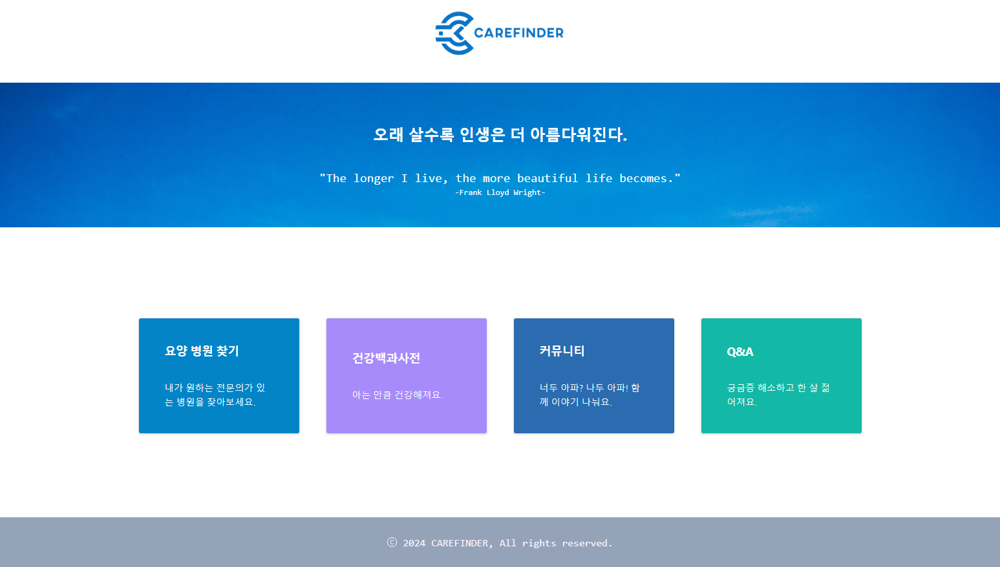 CAREFINDER
오래 살수록 인생은 더 아름다워진다.
"The longer I live, the more beautiful life becomes."
-Frank Lloyd Wright-
요양 병원 찾기
내가 원하는 전문의가 있
는 병원을 찾아보세요.
건강백과사전
아는 만큼 건강해져요.
커뮤니티
너두 아파? 나두 아파! 함
께 이야기 나눠요.
Q&A
궁금증 해소하고 한 살 젊
어져요.
ⓒ 2024 CAREFINDER, All rights reserved.